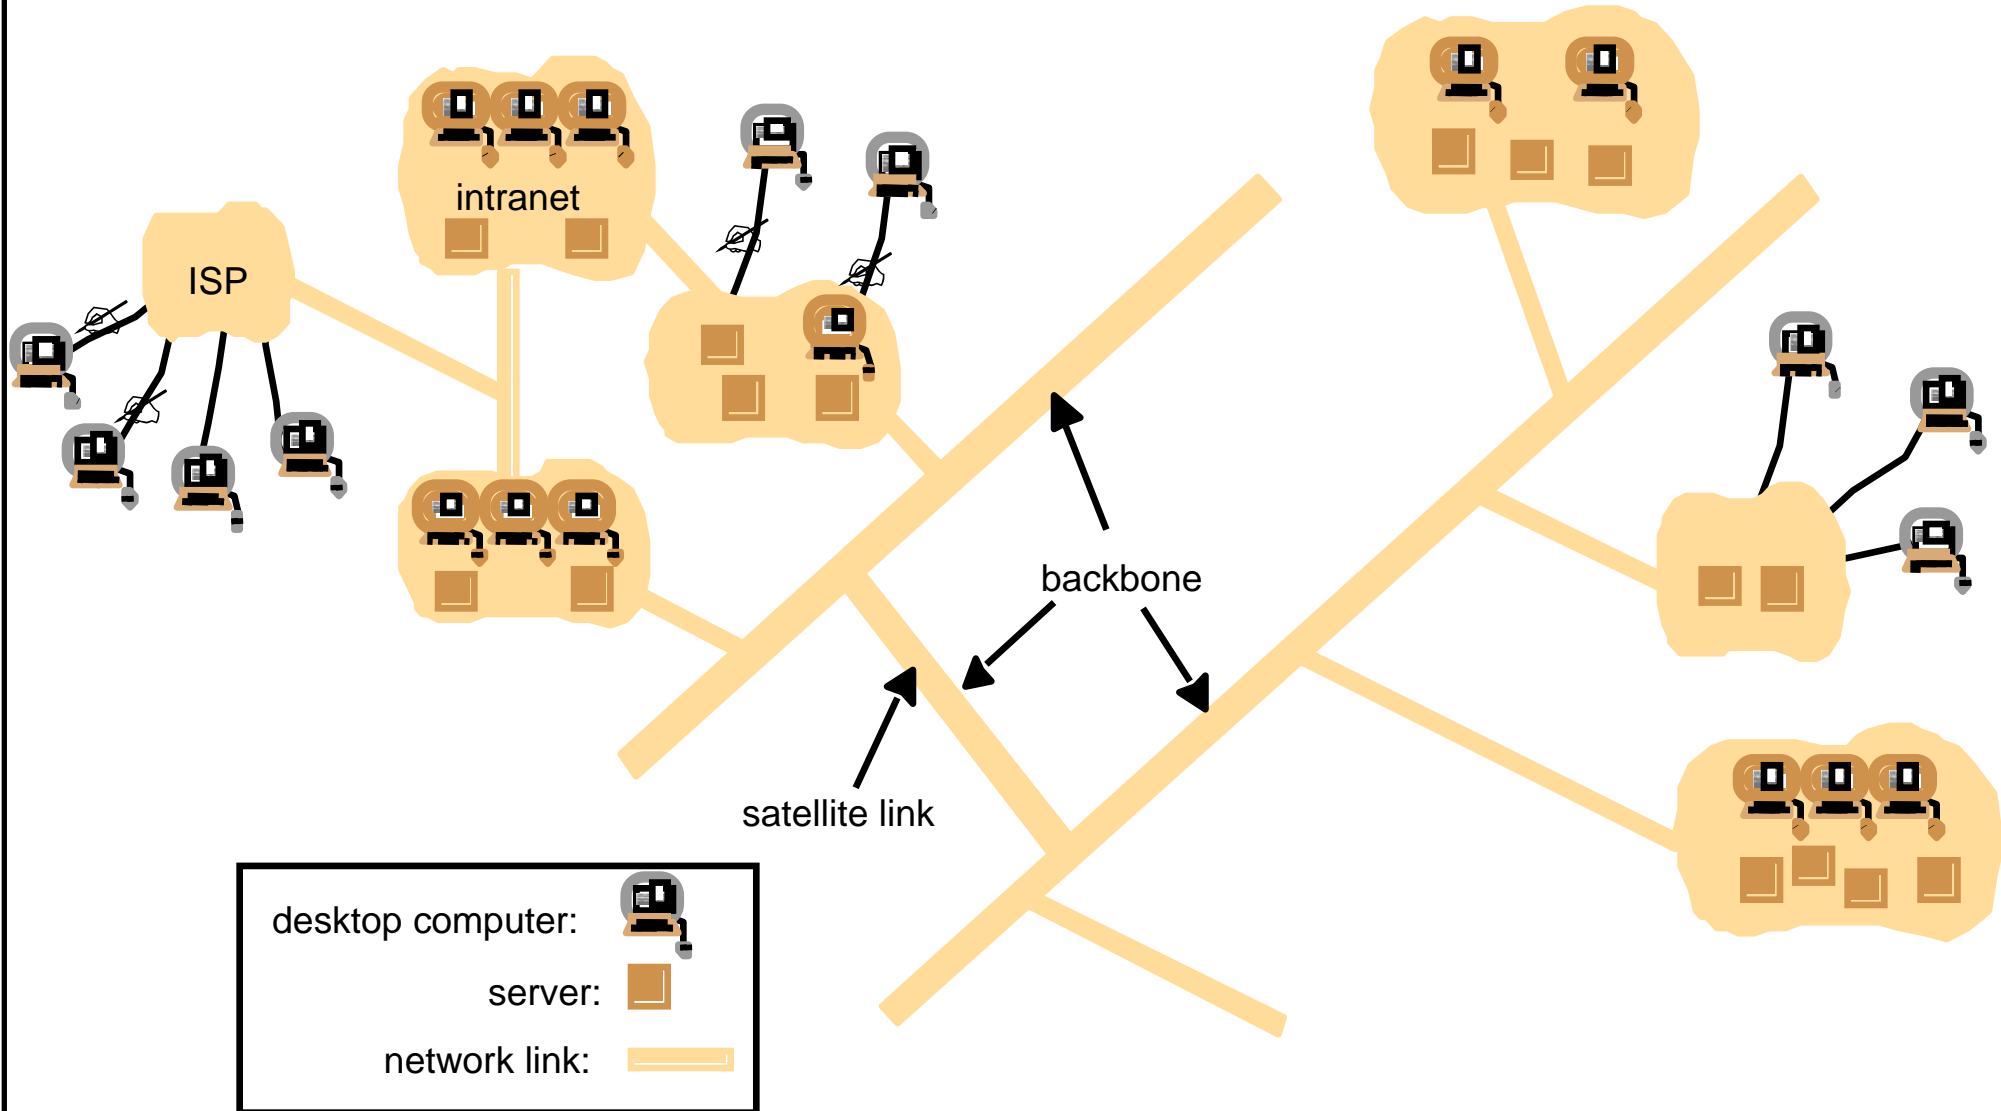 intranet
ISP
backbone
satellite link
desktop computer:
server:
network link: